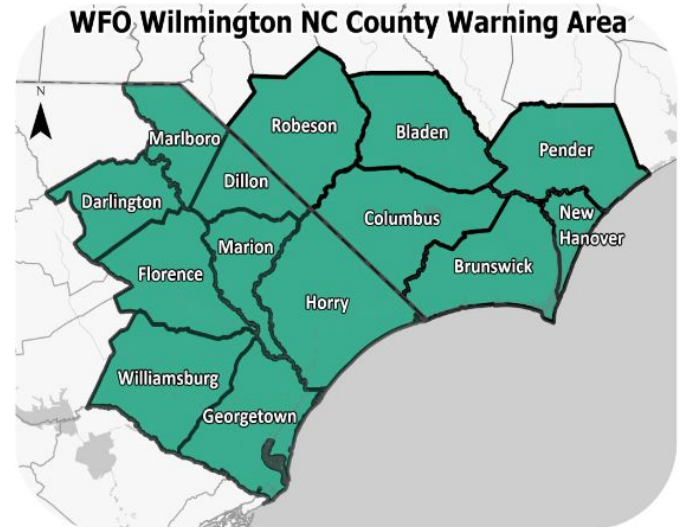 WFO Wilmington NC County Warning Area
N
Robeson
Marlboro
Bladen
Pender
Dillon
Darlington
Columbus
New
Hanover
Marion
Florence
Brunswick
Horry
Williamsburg
Georgetown